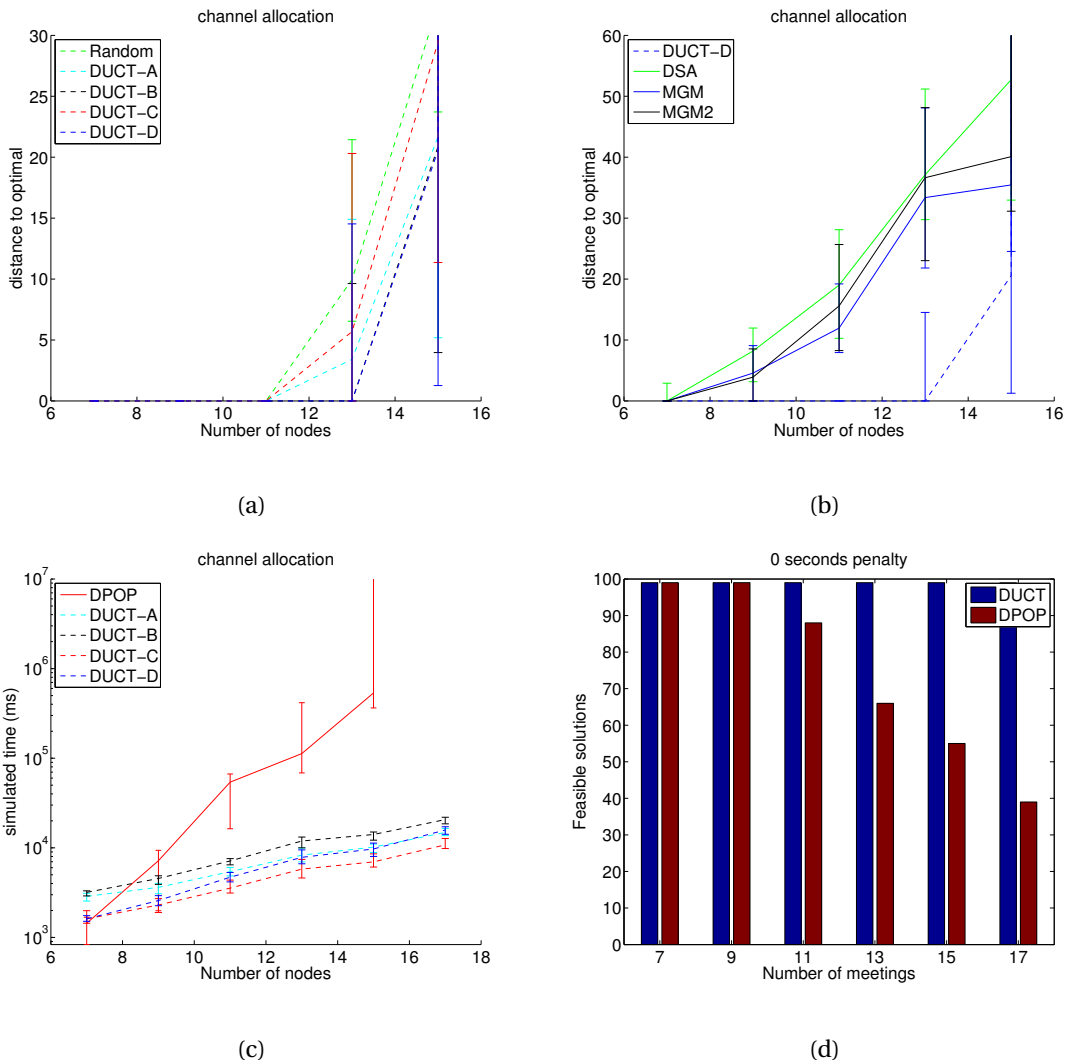 channel allocation
30
25
20
15
10
5
0
distance to optimal
Random
DUCT−A
DUCT−B
DUCT−C
DUCT−D
6 8 10 12 14 16
Number of nodes
(a)
channel allocation
60
50
40
30
20
10
0
distance to optimal
DUCT−D
DSA
MGM
MGM2
6 8 10 12 14 16
Number of nodes
(b)
channel allocation
10^7
10^6
10^5
10^4
10^3
simulated time (ms)
DPOP
DUCT−A
DUCT−B
DUCT−C
DUCT−D
6 8 10 12 14 16 18
Number of nodes
(c)
0 seconds penalty
100
90
80
70
60
50
40
30
20
10
0
Feasible solutions
DUCT
DPOP
7 9 11 13 15 17
Number of meetings
(d)